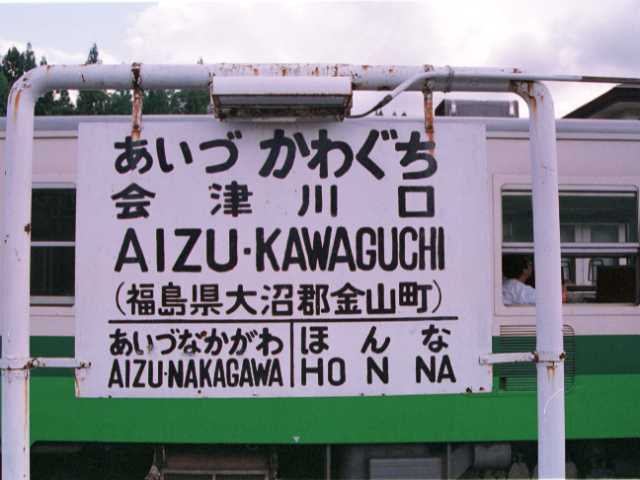 あいづ かわぐち
会津川口
AIZU·KAWAGUCHI
(福島県大沼郡金山町)
あいづなかがわ ほんな
AIZU·NAKAGAWA HONNA